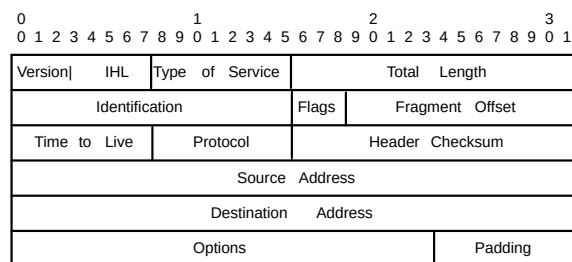 0 1 2 3
0 1 2 3 4 5 6 7 8 9 0 1 2 3 4 5 6 7 8 9 0 1 2 3 4 5 6 7 8 9 0 1
Version| IHL Type of Service Total Length
Identification Flags Fragment Offset
Time to Live Protocol Header Checksum
Source Address
Destination Address
Options Padding